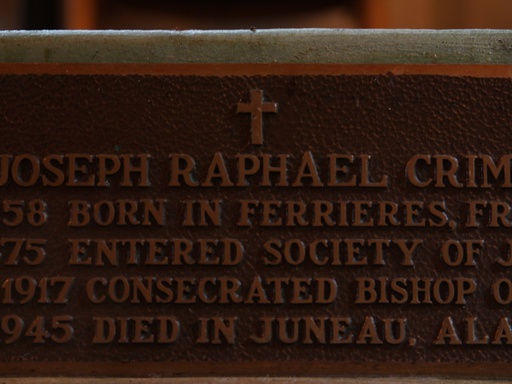 JOSEPH RAPHAEL CRIM
58 BORN IN FERRIERES, FR
75 ENTERED SOCIETY OF J
1917 CONSECRATED BISHOP O
945 DIED IN JUNEAU, ALA